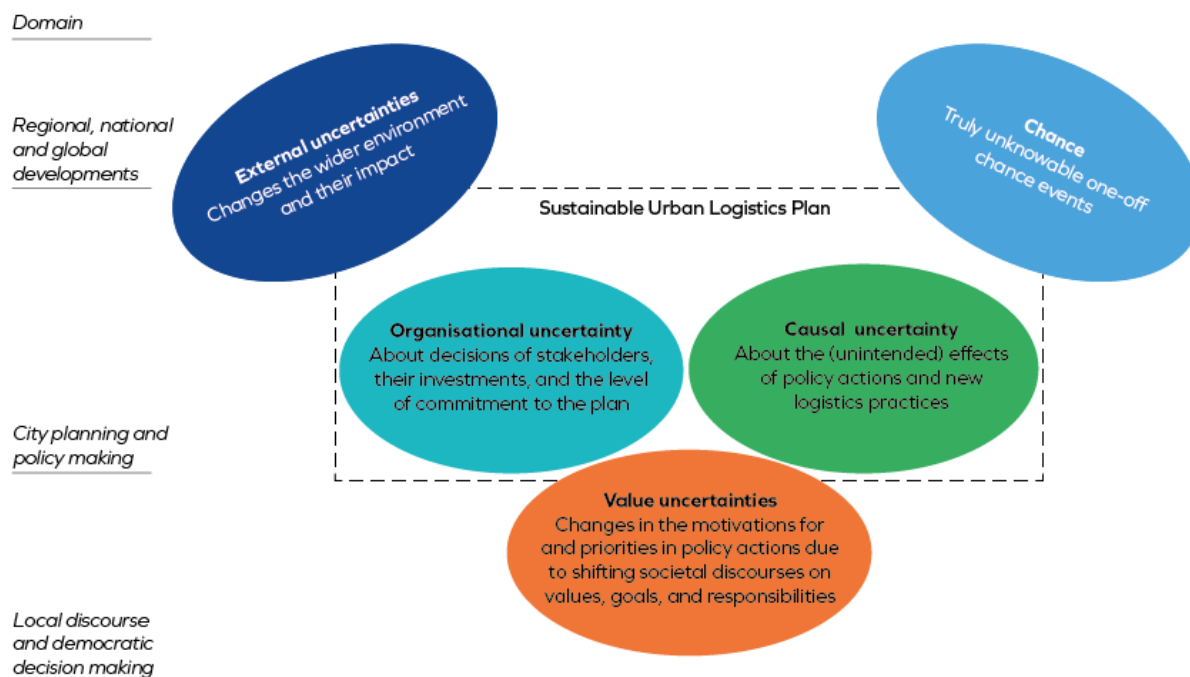 Domain
Regional, national
and global
developments
External uncertainties
Changes the wider environment
and their impact
Chance
Truly unknowable one-off
chance events
Sustainable Urban Logistics Plan
Organisational uncertainty
About decisions of stakeholders,
their investments, and the level
of commitment to the plan
Causal uncertainty
About the (unintended) effects
of policy actions and new
logistics practices
City planning and
policy making
Value uncertainties
Changes in the motivations for
and priorities in policy actions due
to shifting societal discourses on
values, goals, and responsibilities
Local discourse
and democratic
decision making